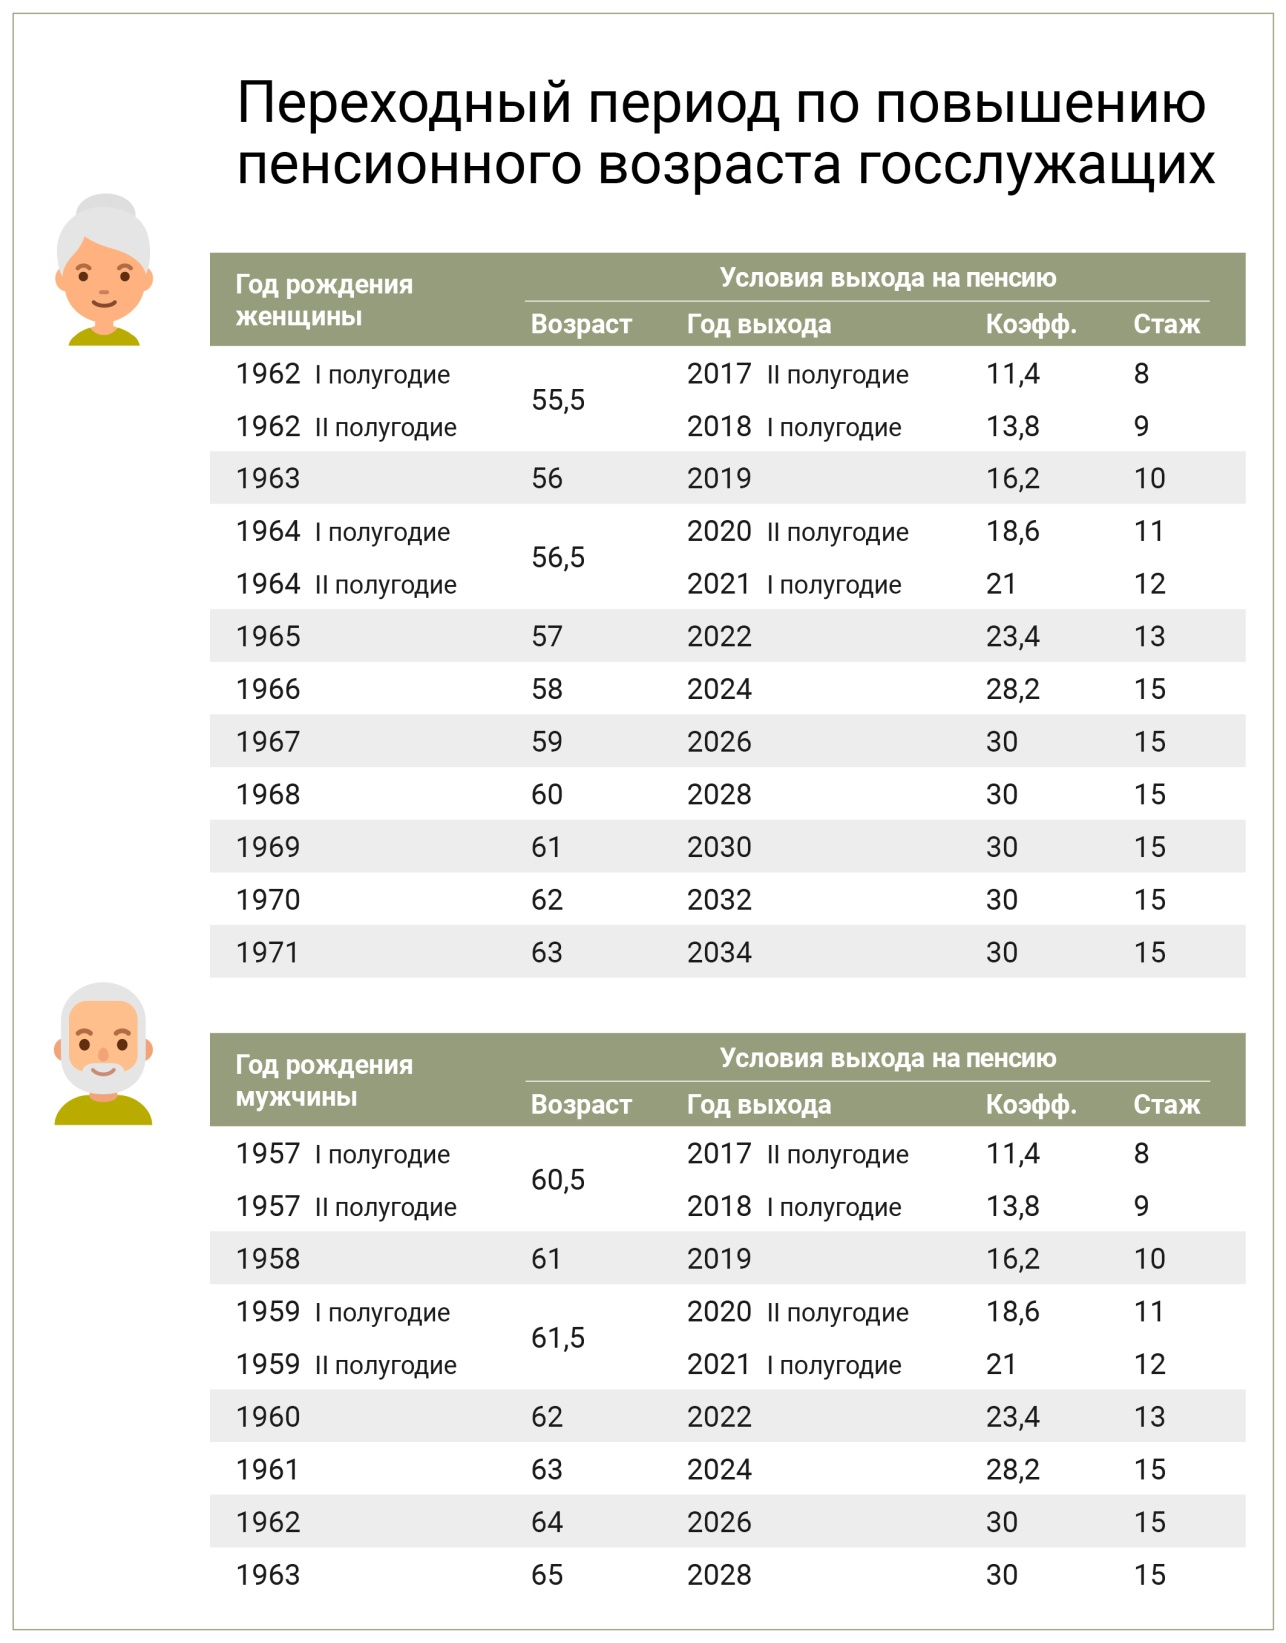 Переходный период по повышению
пенсионного возраста госслужащих
Год рождения
женщины
Условия выхода на пенсию
Возраст Год выхода Коэфф. Стаж
1962 I полугодие 2017 II полугодие 11,4 8
55,5
1962 II полугодие 2018 I полугодие 13,8 9
1963 56 2019 16,2 10
1964 I полугодие 2020 II полугодие 18,6 11
56,5
1964 II полугодие 2021 I полугодие 21 12
1965 57 2022 23,4 13
1966 58 2024 28,2 15
1967 59 2026 30 15
1968 60 2028 30 15
1969 61 2030 30 15
1970 62 2032 30 15
1971 63 2034 30 15
Год рождения
мужчины
Условия выхода на пенсию
Возраст Год выхода Коэфф. Стаж
1957 I полугодие 2017 II полугодие 11,4 8
60,5
1957 II полугодие 2018 I полугодие 13,8 9
1958 61 2019 16,2 10
1959 I полугодие 2020 II полугодие 18,6 11
61,5
1959 II полугодие 2021 I полугодие 21 12
1960 62 2022 23,4 13
1961 63 2024 28,2 15
1962 64 2026 30 15
1963 65 2028 30 15